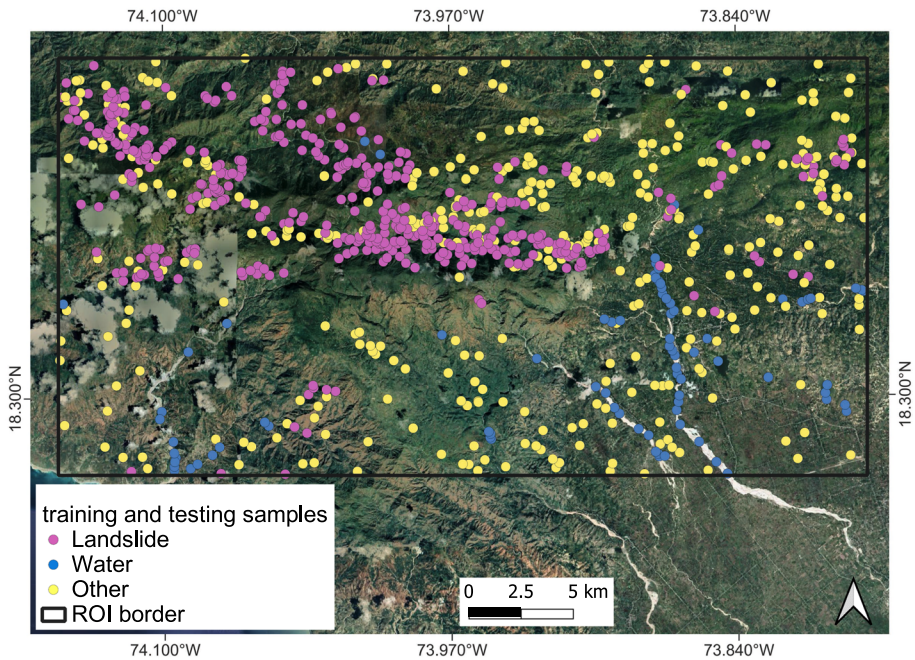 74.100°W 73.970°W 73.840°W
18.300°N 18.300°N
training and testing samples
Landslide
Water
Other
ROI border
0 2.5 5 km
74.100°W 73.970°W 73.840°W